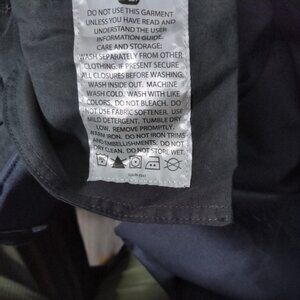 DO NOT USE THIS GARMENT
UNLESS YOU HAVE READ AND
UNDERSTAND THE USER
INFORMATION GUIDE.
CARE AND STORAGE:
WASH SEPARATELY FROM OTHER
CLOTHING. IF PRESENT SECURE
ALL CLOSURES BEFORE WASHING.
WASH INSIDE OUT. MACHINE
WASH COLD. WASH WITH LIKE
COLORS. DO NOT BLEACH. DO
NOT USE FABRIC SOFTENER. USE
MILD DETERGENT. TUMBLE DRY
LOW. REMOVE PROMPTLY.
WARM IRON. DO NOT IRON TRIMS
AND EMBELLISHMENTS. DO NOT
DRY CLEAN. DO NOT STORE WET.